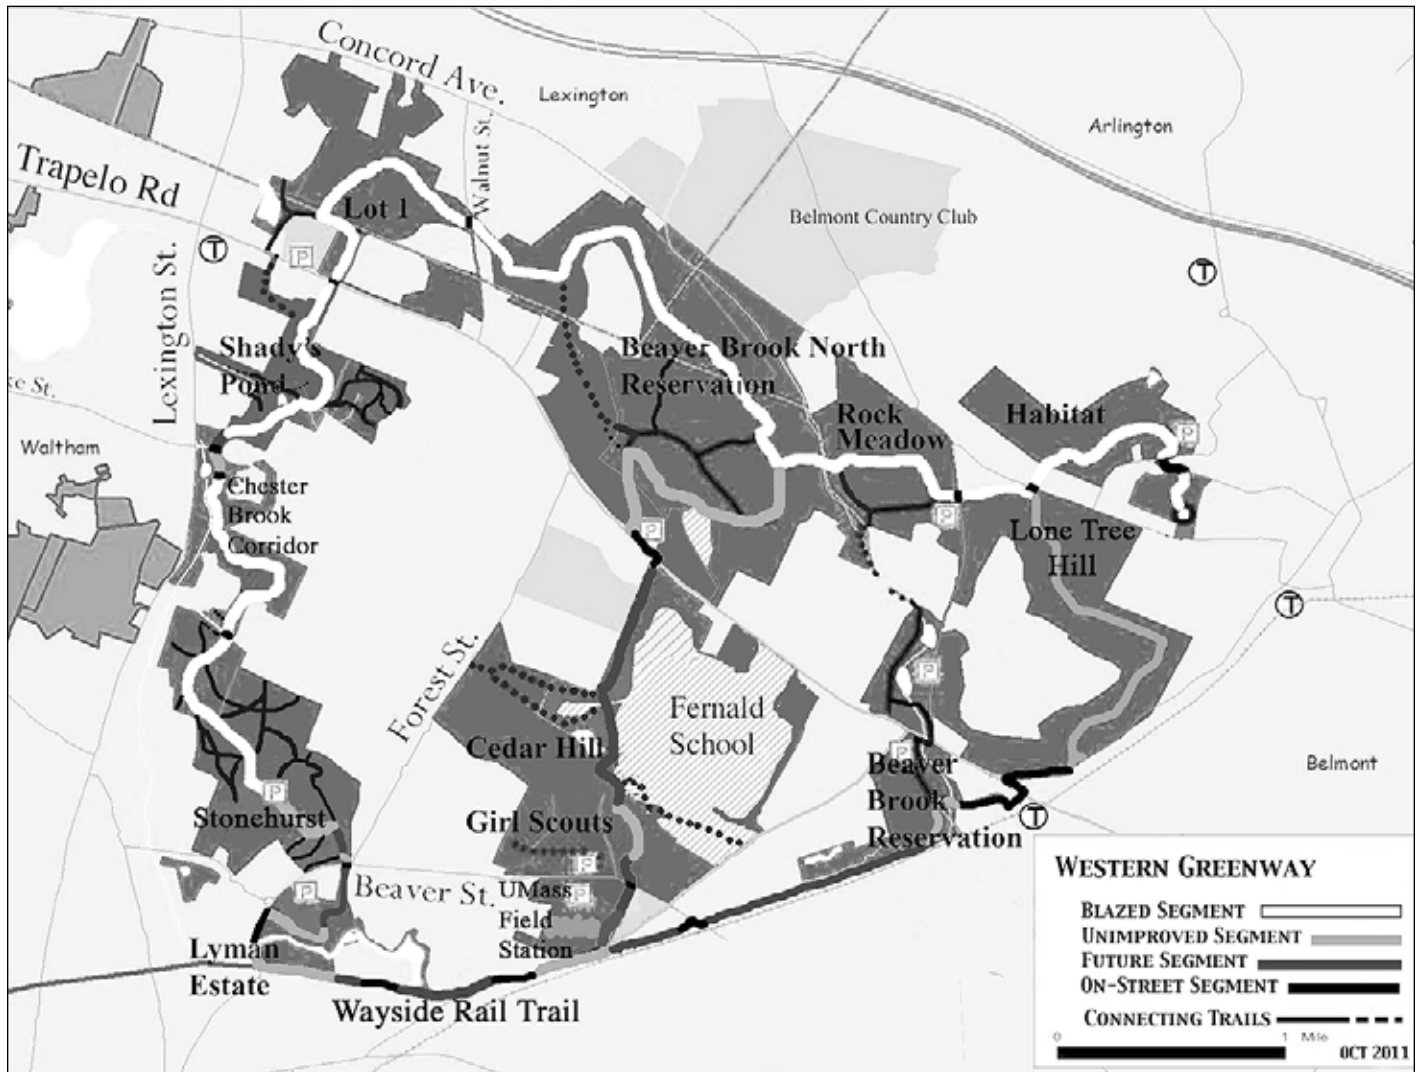 Concord Ave.
Lexington
Arlington
Trapelo Rd
Walnut St.
Lot 1
Belmont Country Club
Lexington St.
T
T
P
Shady's
Pond
Beaver Brook North
Reservation
Rock
Meadow
Habitat
P
Waltham
Chester
Brook
Corridor
P
P
Lone Tree
Hill
T
Forest St.
Fernald
School
P
Cedar Hill
P
Beaver
Brook
Reservation
Belmont
P
Stonehurst
Girl Scouts
T
P
Beaver St.
P
UMass
Field
Station
P
Lyman
Estate
Wayside Rail Trail
WESTERN GREENWAY
BLAZED SEGMENT
UNIMPROVED SEGMENT
FUTURE SEGMENT
ON-STREET SEGMENT
CONNECTING TRAILS
0 1 Mile
OCT 2011